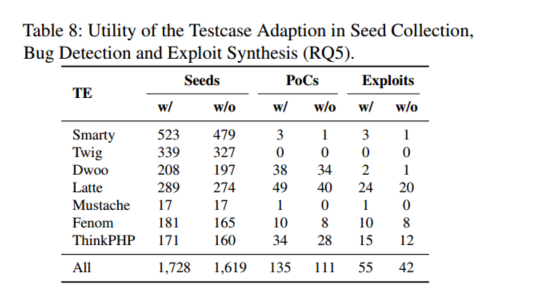 Table 8: Utility of the Testcase Adaption in Seed Collection,
Bug Detection and Exploit Synthesis (RQ5).
TE Seeds PoCs Exploits
w/ w/o w/ w/o w/ w/o
Smarty 523 479 3 1 3 1
Twig 339 327 0 0 0 0
Dwoo 208 197 38 34 2 1
Latte 289 274 49 40 24 20
Mustache 17 17 1 0 1 0
Fenom 181 165 10 8 10 8
ThinkPHP 171 160 34 28 15 12
All 1,728 1,619 135 111 55 42